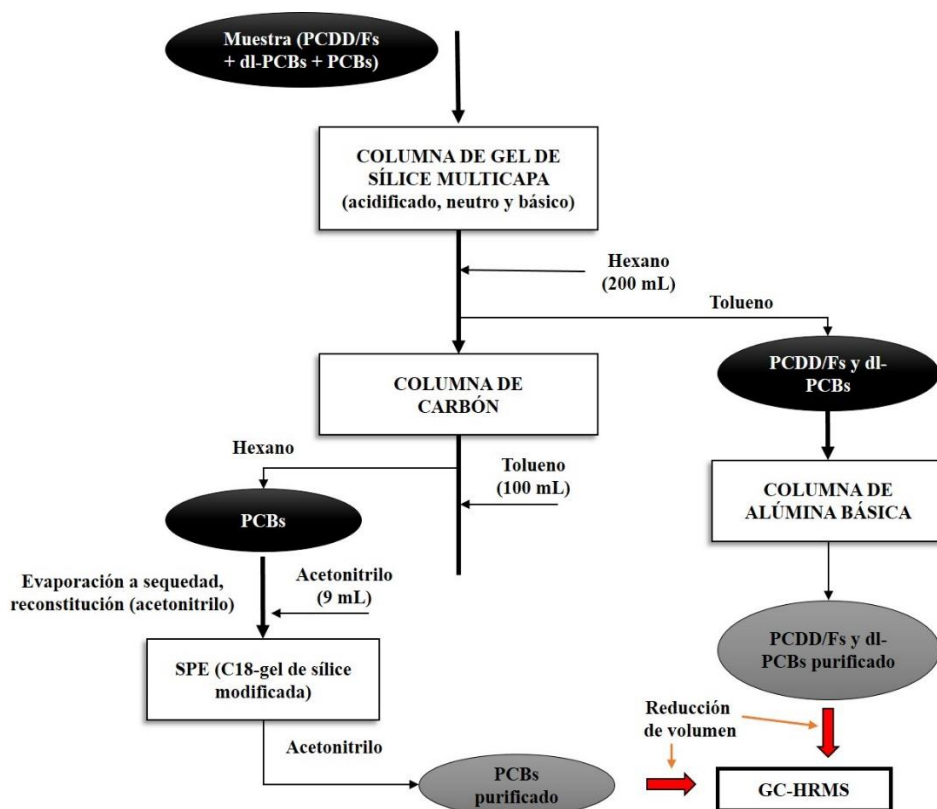 Muestra (PCDD/Fs
+ dl-PCBs + PCBs)
COLUMNA DE GEL DE
SÍLICE MULTICAPA
(acidificado, neutro y básico)
Hexano
(200 mL)
Tolueno
PCDD/Fs y dl-
PCBs
COLUMNA DE
CARBÓN
Hexano
Tolueno
(100 mL)
COLUMNA DE
ALÚMINA BÁSICA
PCBs
Evaporación a sequedad,
reconstitución (acetonitrilo)
Acetonitrilo
(9 mL)
PCDD/Fs y dl-
PCBs purificado
SPE (C18-gel de sílice
modificada)
Reducción
de volumen
Acetonitrilo
PCBs
purificado
GC-HRMS